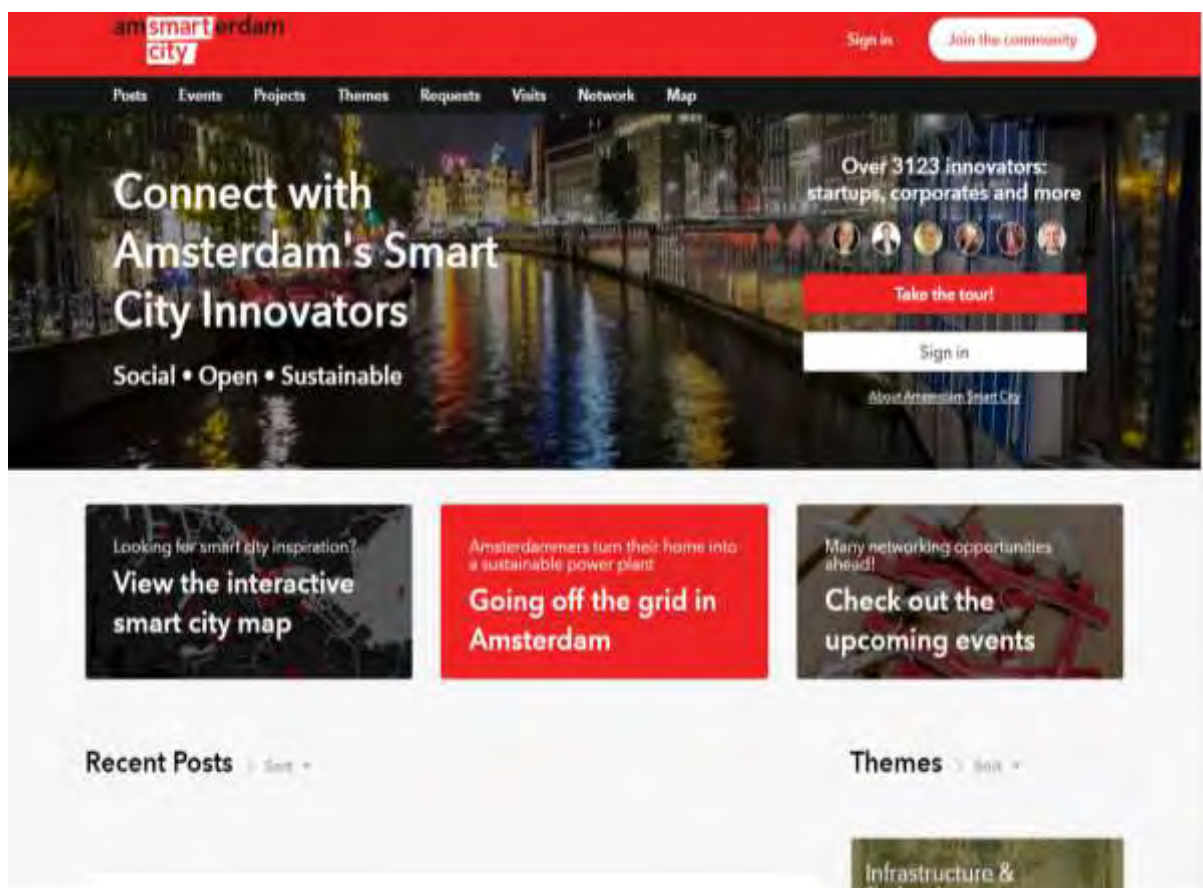 amsmarterdam
city
Sign in
Join the community
Posts Events Projects Themes Requests Visits Network Map
Connect with
Amsterdam's Smart
City Innovators
Social • Open • Sustainable
Over 3123 innovators:
startups, corporates and more
Take the tour!
Sign in
About Amsterdam Smart City
Looking for smart city inspiration?
View the interactive
smart city map
Amsterdammers turn their home into
a sustainable power plant
Going off the grid in
Amsterdam
Many networking opportunities
ahead!
Check out the
upcoming events
Recent Posts Sort
Themes Sort
Infrastructure &